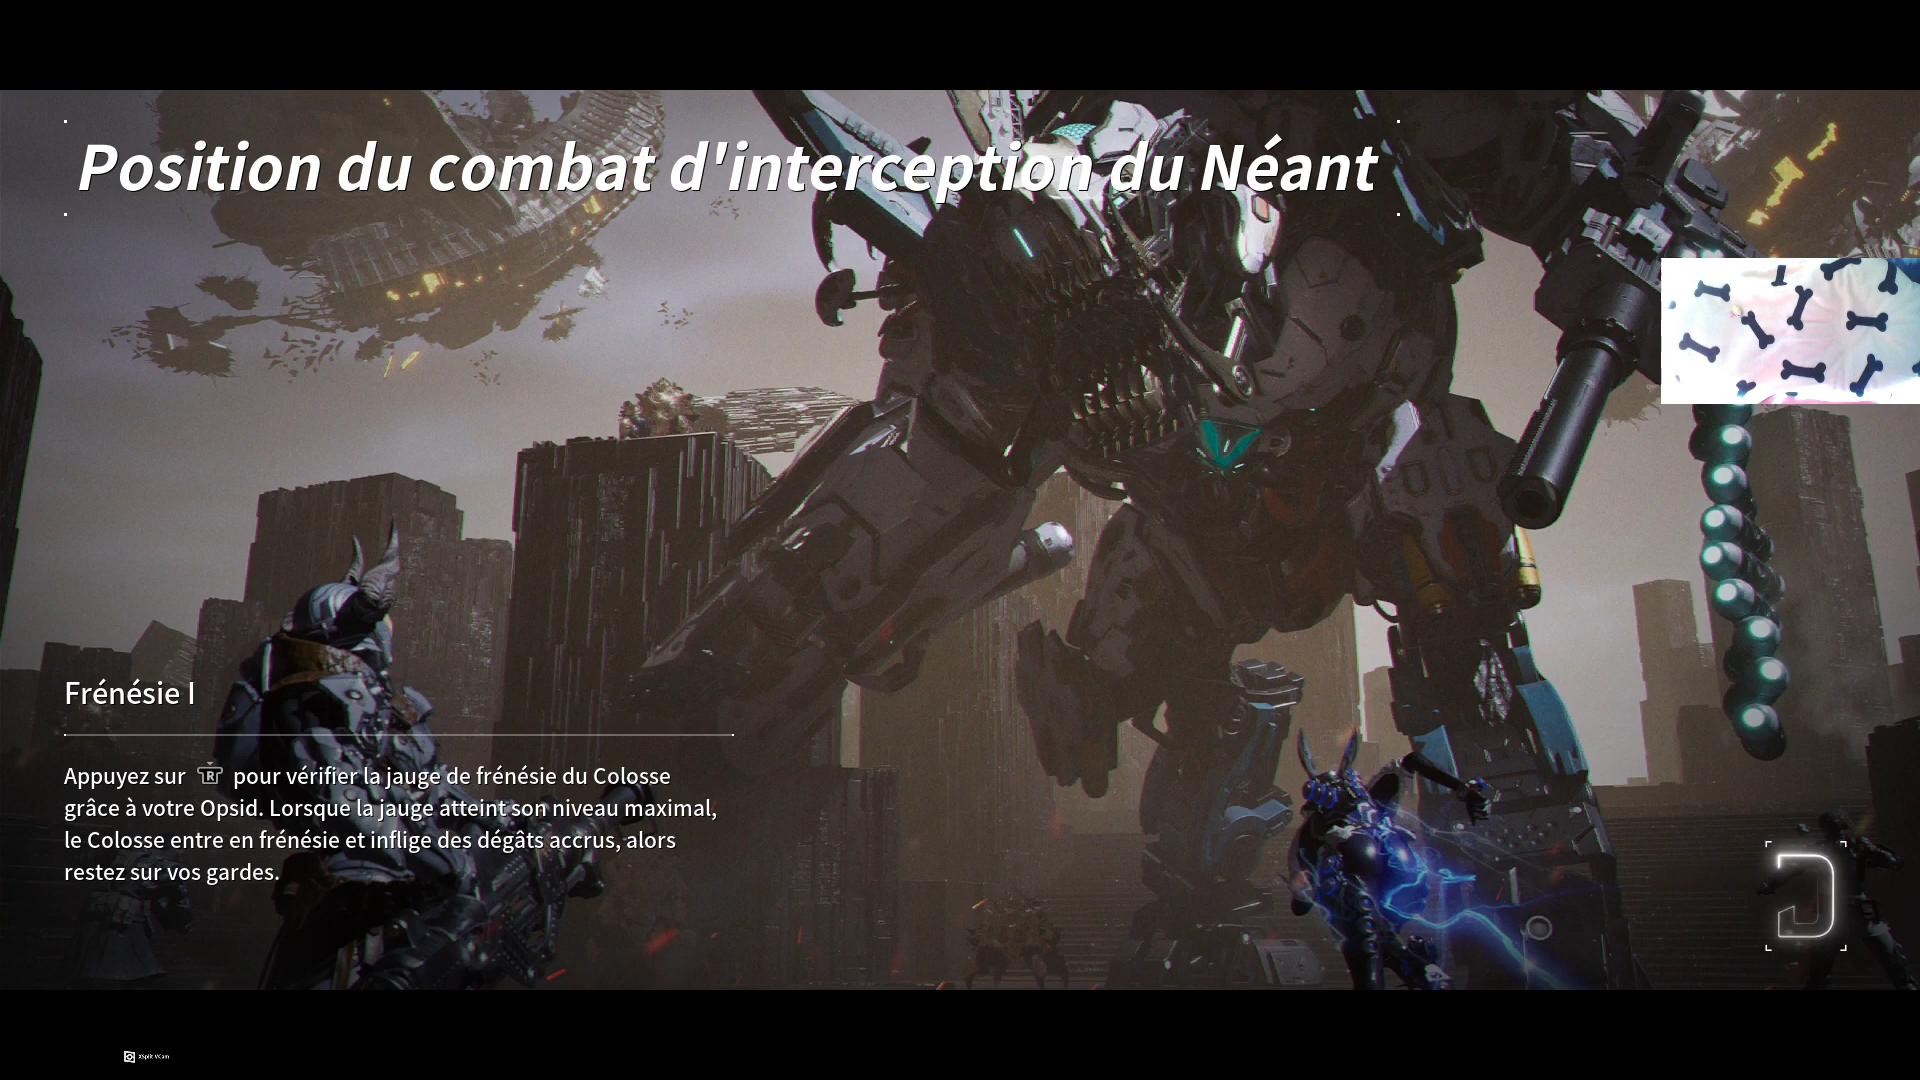 Position du combat d'interception du Néant
Frénésie I
Appuyez sur R pour vérifier la jauge de frénésie du Colosse
grâce à votre Opsid. Lorsque la jauge atteint son niveau maximal,
le Colosse entre en frénésie et inflige des dégâts accrus, alors
restez sur vos gardes.
XSplit VCam